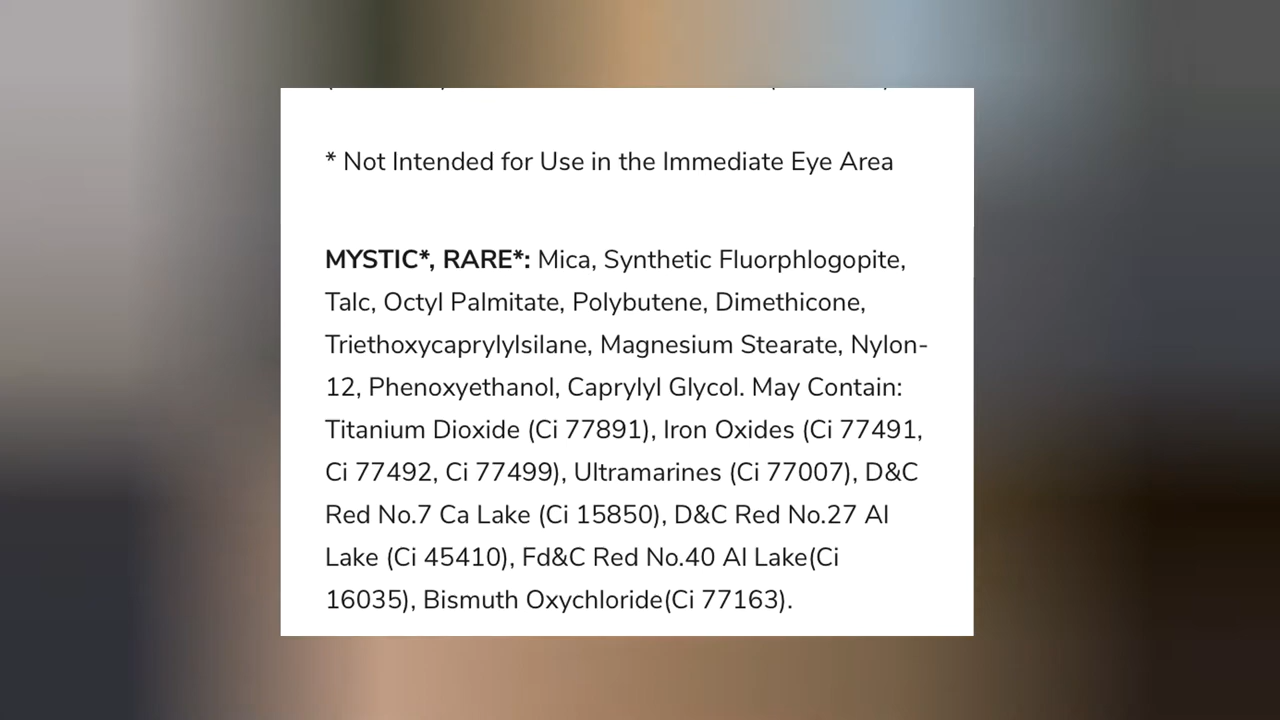 * Not Intended for Use in the Immediate Eye Area
MYSTIC*, RARE*: Mica, Synthetic Fluorphlogopite,
Talc, Octyl Palmitate, Polybutene, Dimethicone,
Triethoxycaprylylsilane, Magnesium Stearate, Nylon-
12, Phenoxyethanol, Caprylyl Glycol. May Contain:
Titanium Dioxide (Ci 77891), Iron Oxides (Ci 77491,
Ci 77492, Ci 77499), Ultramarines (Ci 77007), D&C
Red No.7 Ca Lake (Ci 15850), D&C Red No.27 Al
Lake (Ci 45410), Fd&C Red No.40 Al Lake(Ci
16035), Bismuth Oxychloride(Ci 77163).